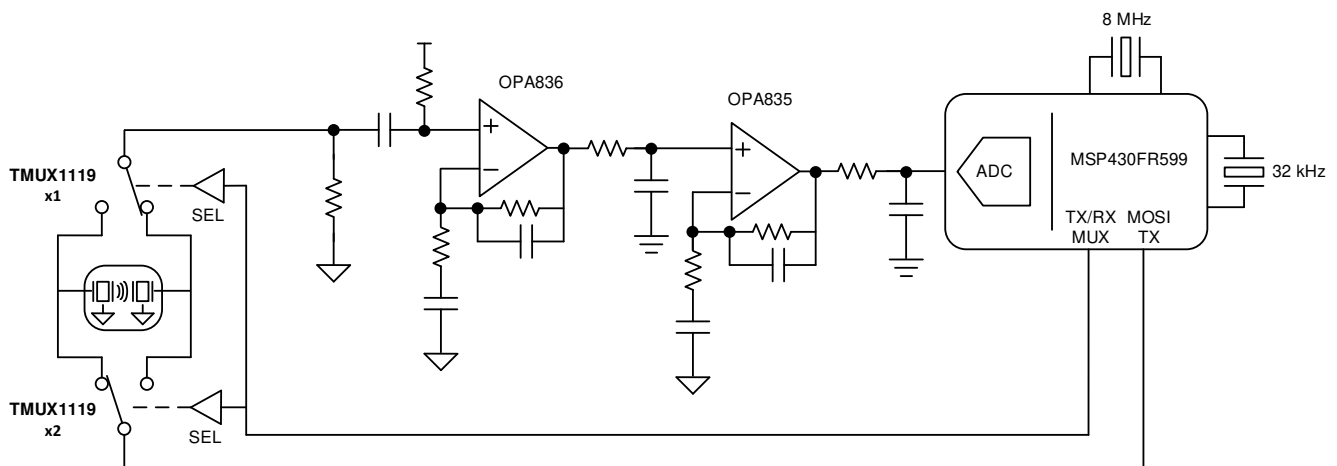 8 MHz
OPA836
OPA835
TMUX1119
x1
SEL
ADC
MSP430FR599
32 kHz
TX/RX
MUX
MOSI
TX
TMUX1119
x2
SEL